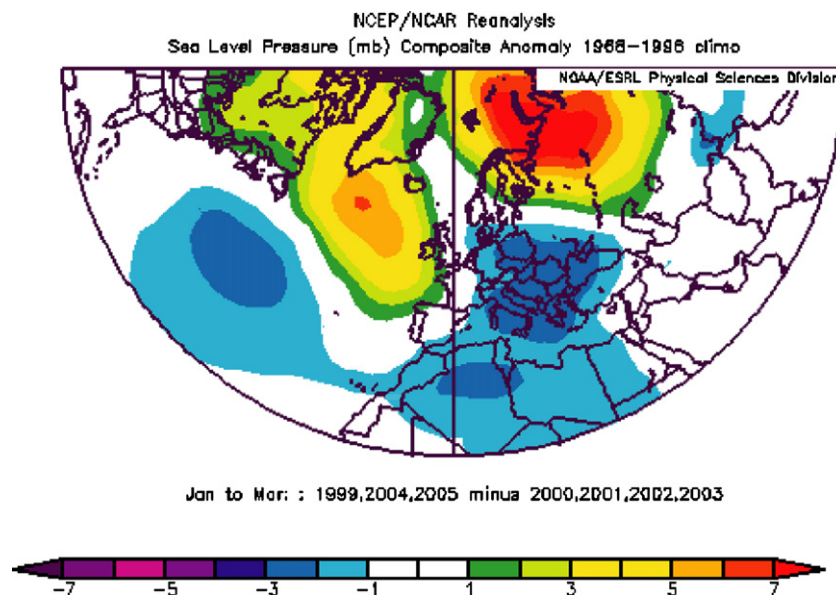 NCEP/NCAR Reanalysis
Sea Level Pressure (mb) Composite Anomaly 1968-1996 climo
NOAA/ESRL Physical Sciences Division
Jan to Mar: : 1999,2004,2005 minus 2000,2001,2002,2003
-7 -5 -3 -1 1 3 5 7